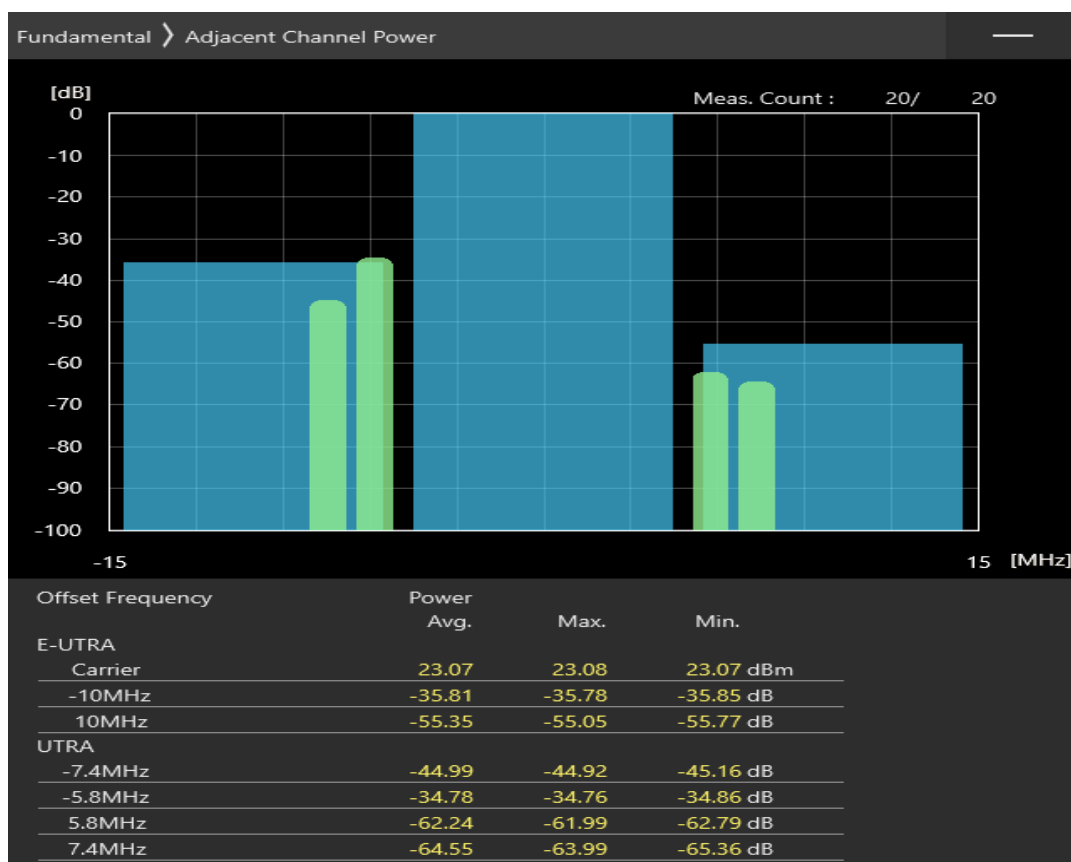 Fundamental 〉 Adjacent Channel Power
[dB]
Meas. Count : 20/ 20
0
-10
-20
-30
-40
-50
-60
-70
-80
-90
-100
-15 15 [MHz]
Offset Frequency Power
Avg. Max. Min.
E-UTRA
Carrier 23.07 23.08 23.07 dBm
-10MHz -35.81 -35.78 -35.85 dB
10MHz -55.35 -55.05 -55.77 dB
UTRA
-7.4MHz -44.99 -44.92 -45.16 dB
-5.8MHz -34.78 -34.76 -34.86 dB
5.8MHz -62.24 -61.99 -62.79 dB
7.4MHz -64.55 -63.99 -65.36 dB